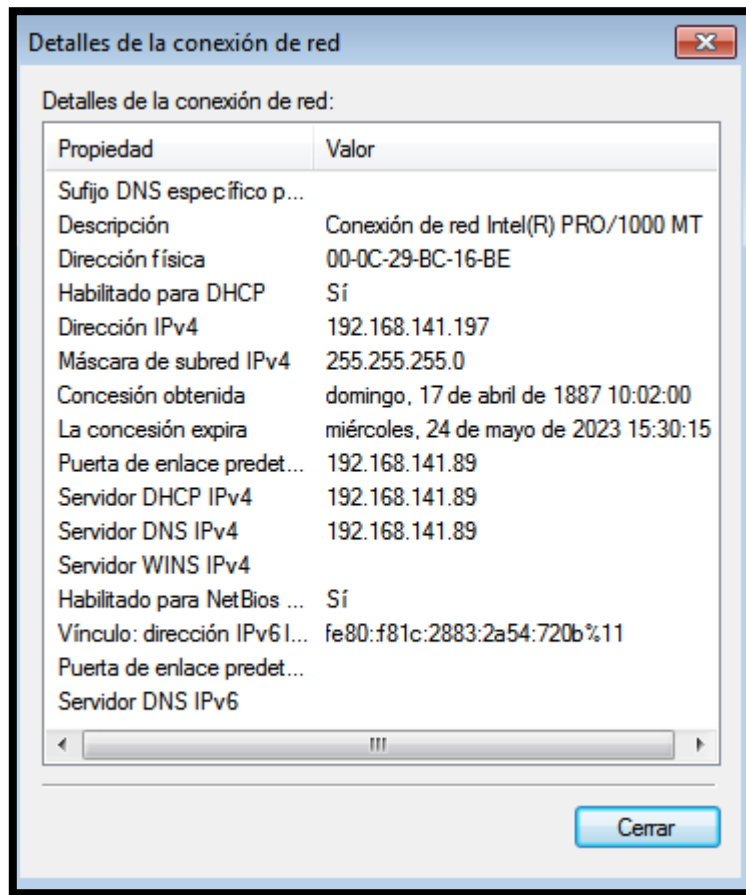 Detalles de la conexión de red
Detalles de la conexión de red:
Propiedad Valor
Sufijo DNS específico p...
Descripción Conexión de red Intel(R) PRO/1000 MT
Dirección física 00-0C-29-BC-16-BE
Habilitado para DHCP Sí
Dirección IPv4 192.168.141.197
Máscara de subred IPv4 255.255.255.0
Concesión obtenida domingo, 17 de abril de 1887 10:02:00
La concesión expira miércoles, 24 de mayo de 2023 15:30:15
Puerta de enlace predet... 192.168.141.89
Servidor DHCP IPv4 192.168.141.89
Servidor DNS IPv4 192.168.141.89
Servidor WINS IPv4
Habilitado para NetBios ... Sí
Vínculo: dirección IPv6 l... fe80::f81c:2883:2a54:720b%11
Puerta de enlace predet...
Servidor DNS IPv6
Cerrar